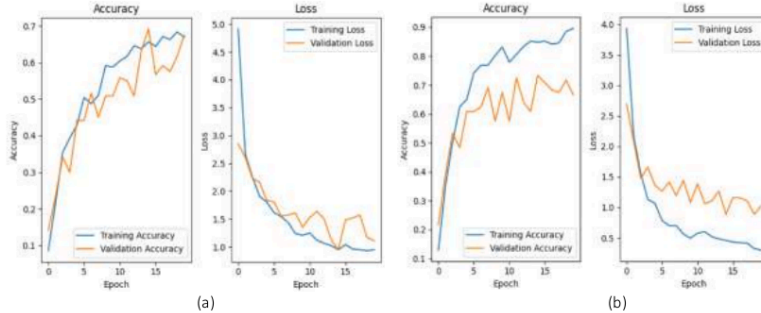 Accuracy
0.7
0.6
0.5
0.4
0.3
0.2
0.1
Accuracy
Training Accuracy
Validation Accuracy
0
5
10
15
Epoch
Loss
5.0
4.5
4.0
3.5
3.0
2.5
2.0
1.5
1.0
Loss
Training Loss
Validation Loss
0
5
10
15
Epoch
(a)
Accuracy
0.9
0.8
0.7
0.6
0.5
0.4
0.3
0.2
0.1
Accuracy
Training Accuracy
Validation Accuracy
0
5
10
15
Epoch
Loss
4.0
3.5
3.0
2.5
2.0
1.5
1.0
0.5
Loss
Training Loss
Validation Loss
0
5
10
15
Epoch
(b)